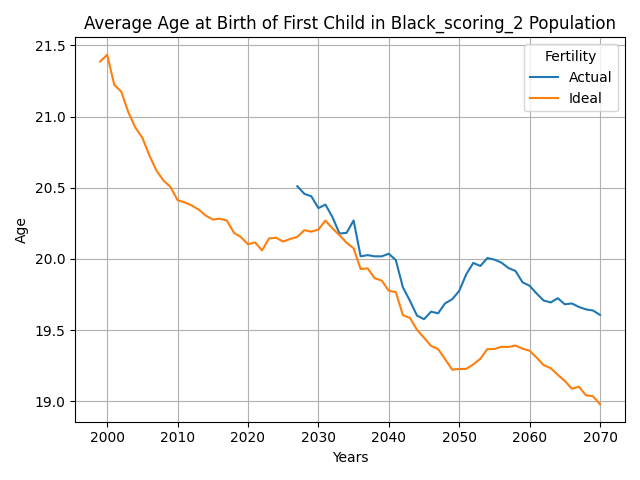 Average Age at Birth of First Child in Black_scoring_2 Population
Fertility
Actual
Ideal
21.5
21.0
20.5
20.0
19.5
19.0
Age
2000 2010 2020 2030 2040 2050 2060 2070
Years